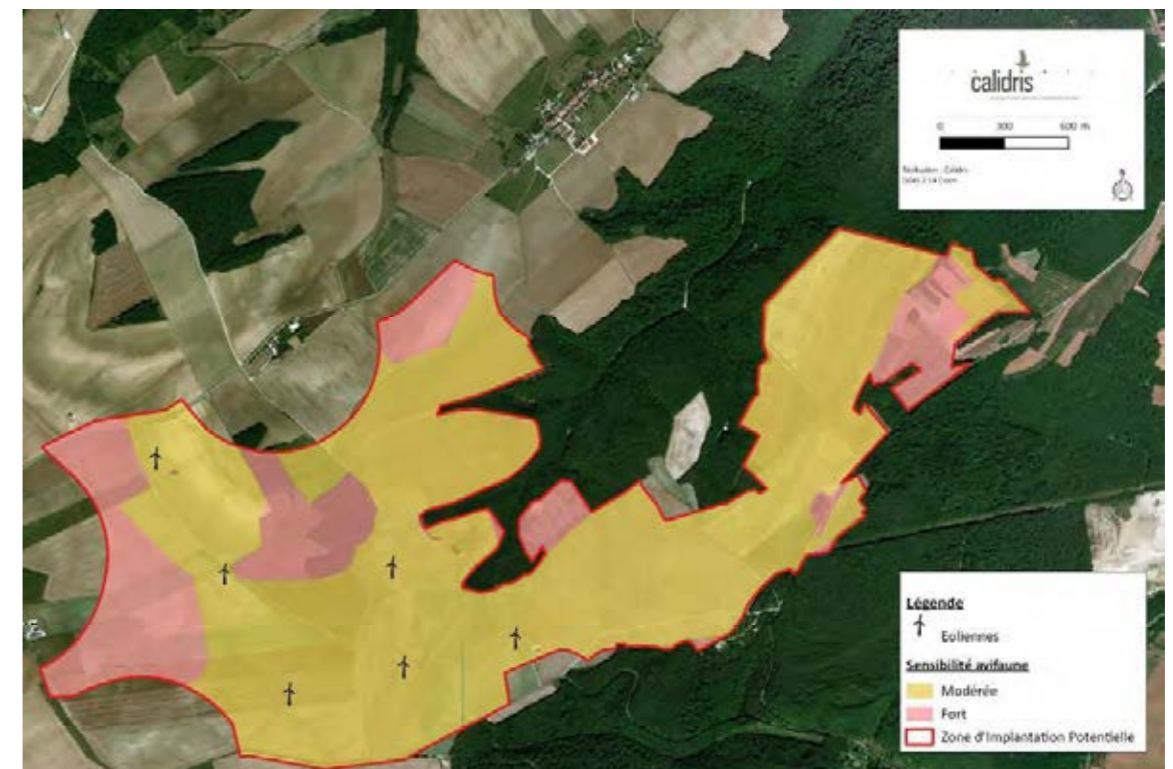 calidris
0 300 600 m
Légende
Eoliennes
Sensibilité avifaune
Modérée
Fort
Zone d'Implantation Potentielle